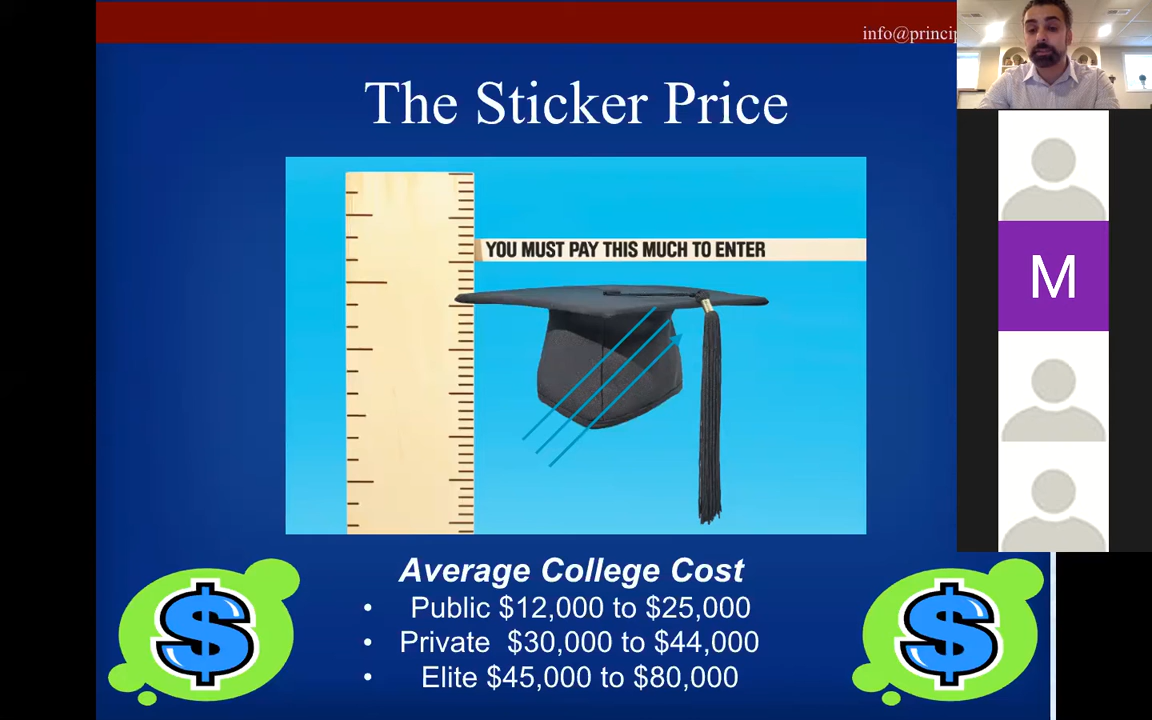 info@princip
The Sticker Price
YOU MUST PAY THIS MUCH TO ENTER
M
Average College Cost
• Public $12,000 to $25,000
• Private $30,000 to $44,000
• Elite $45,000 to $80,000
$ $